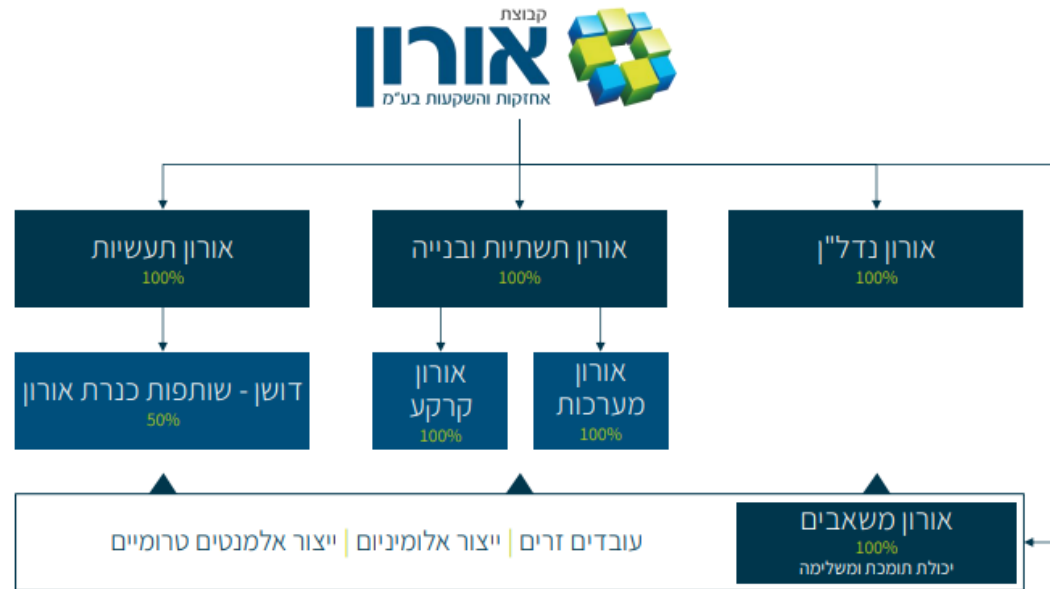 קבוצת
אורון
אחזקות והשקעות בע"מ
אורון נדל"ן
100%
אורון תשתיות ובנייה
100%
אורון תעשיות
100%
אורון
מערכות
100%
אורון
קרקע
100%
דושן - שותפות כנרת אורון
50%
אורון משאבים
100%
יכולת תומכת ומשלימה
עובדים זרים | ייצור אלומיניום | ייצור אלמנטים טרומיים